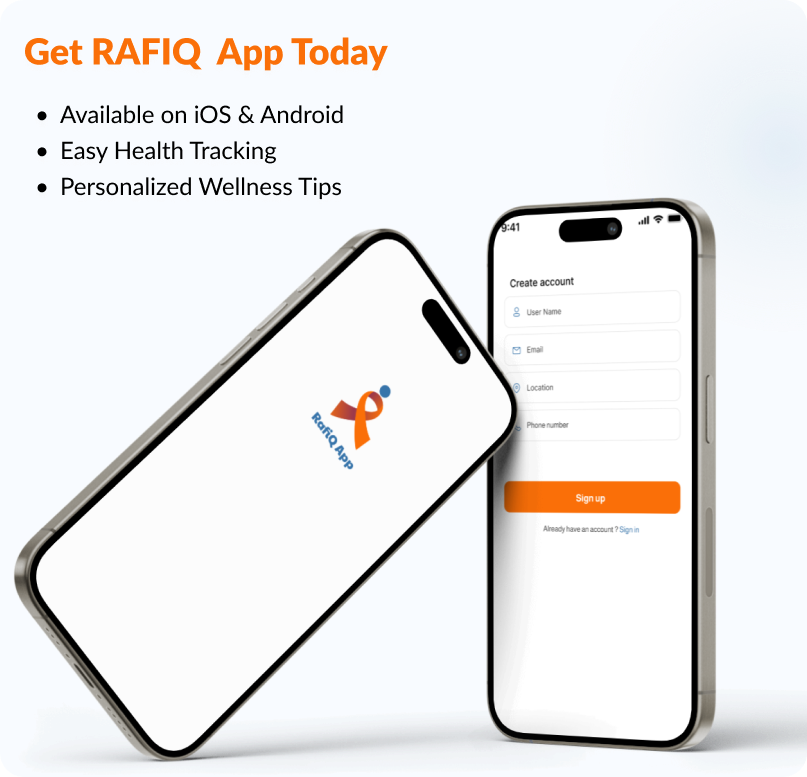 Get RAFIQ App Today
Available on iOS & Android
Easy Health Tracking
Personalized Wellness Tips
RafiQ App
9:41
Create account
User Name
Email
Location
Phone number
Sign up
Already have an account ? Sign in